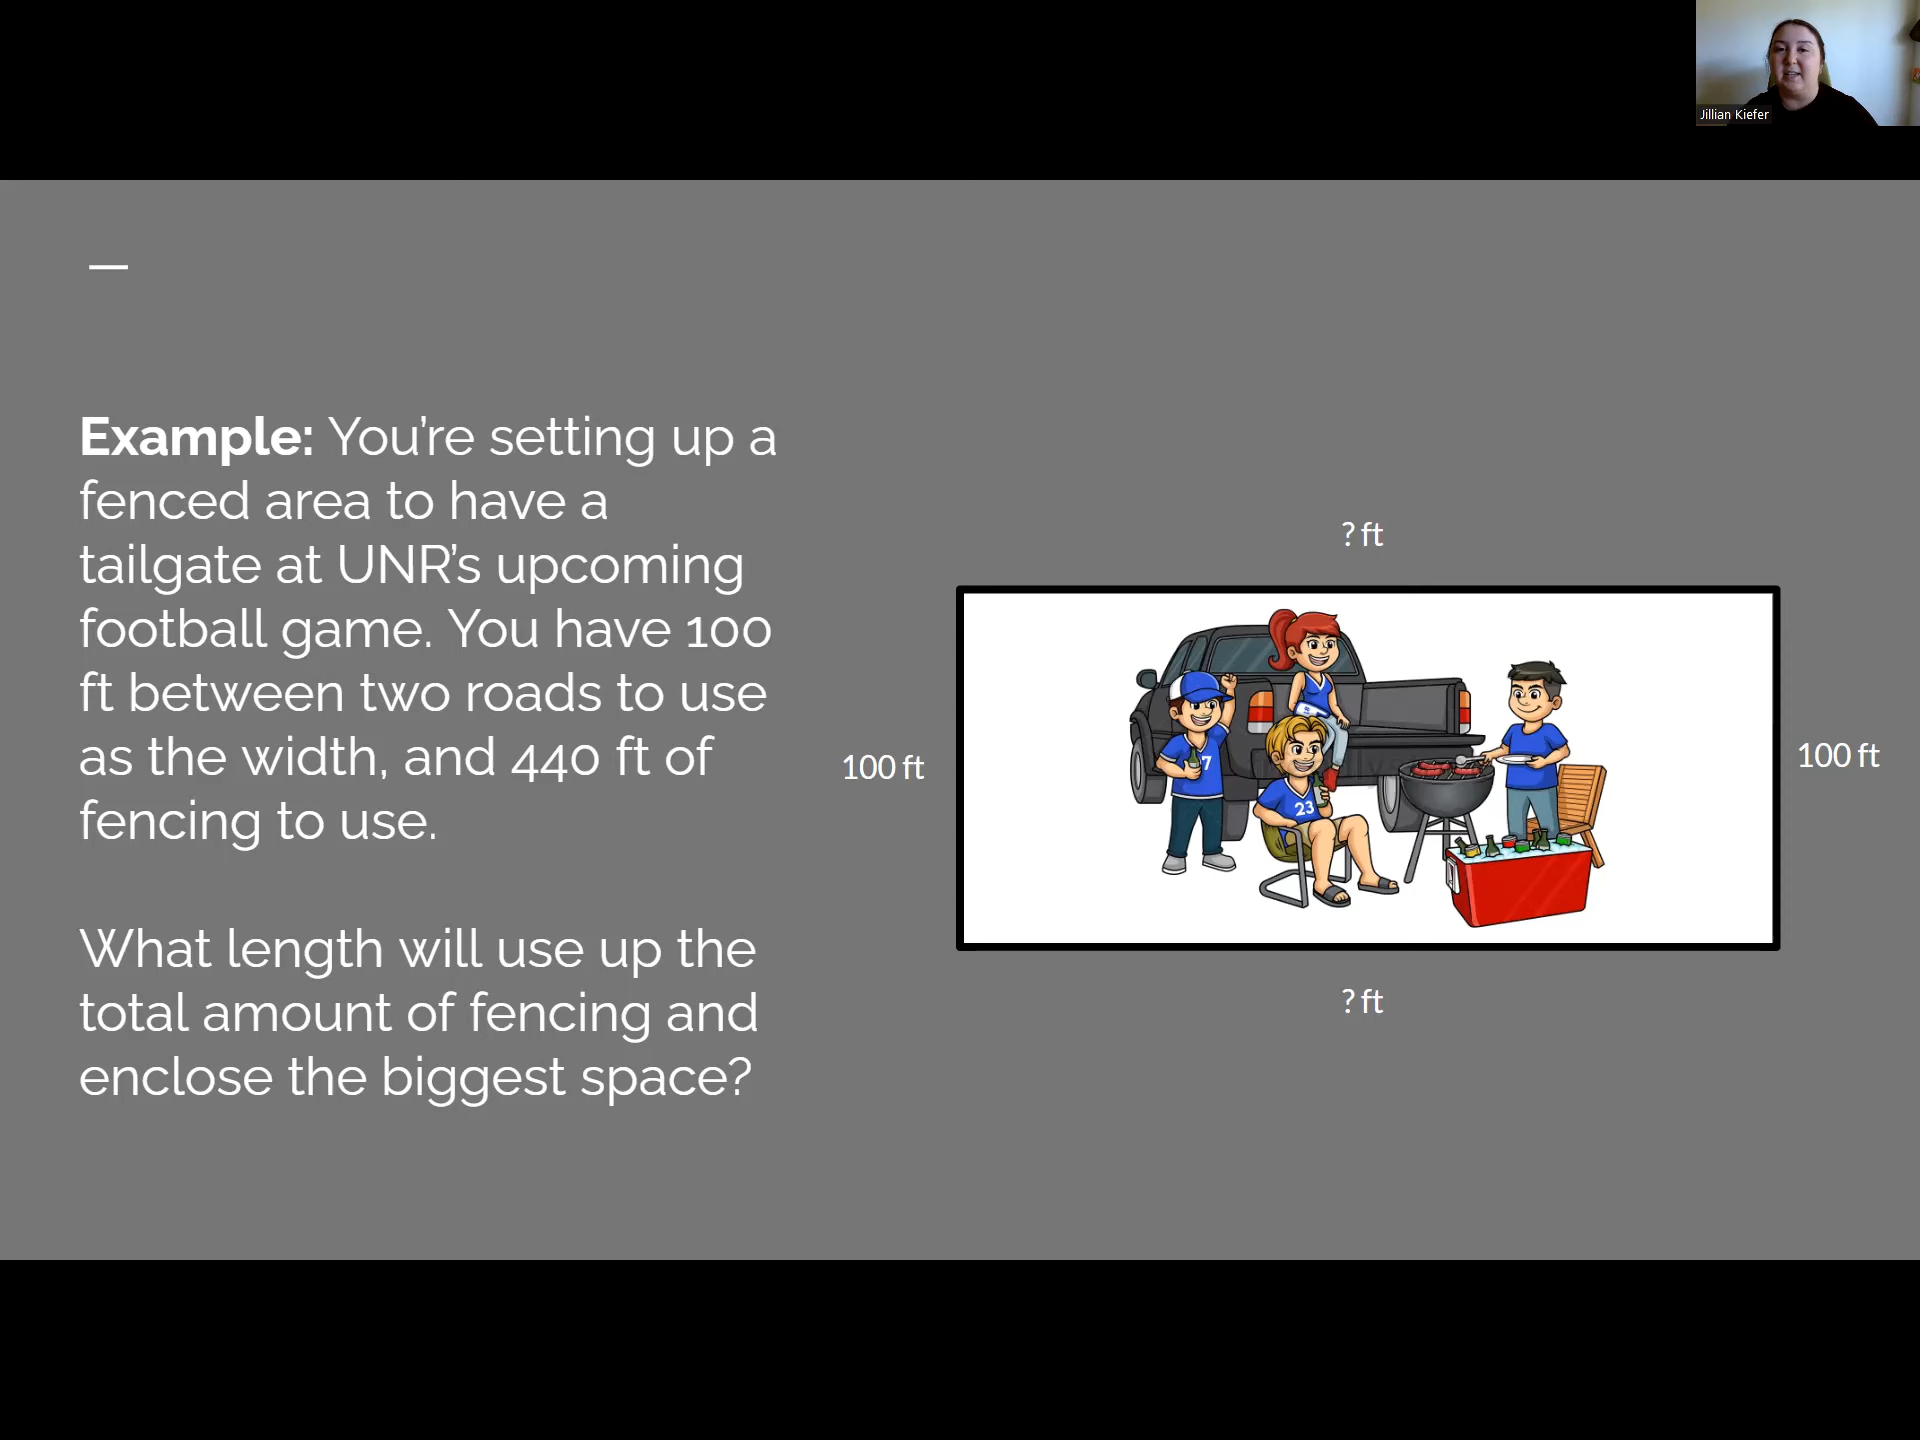 Jillian Kiefer
Example: You’re setting up a
fenced area to have a
tailgate at UNR’s upcoming
football game. You have 100
ft between two roads to use
as the width, and 440 ft of
fencing to use.
What length will use up the
total amount of fencing and
enclose the biggest space?
? ft
100 ft
100 ft
? ft
7
23